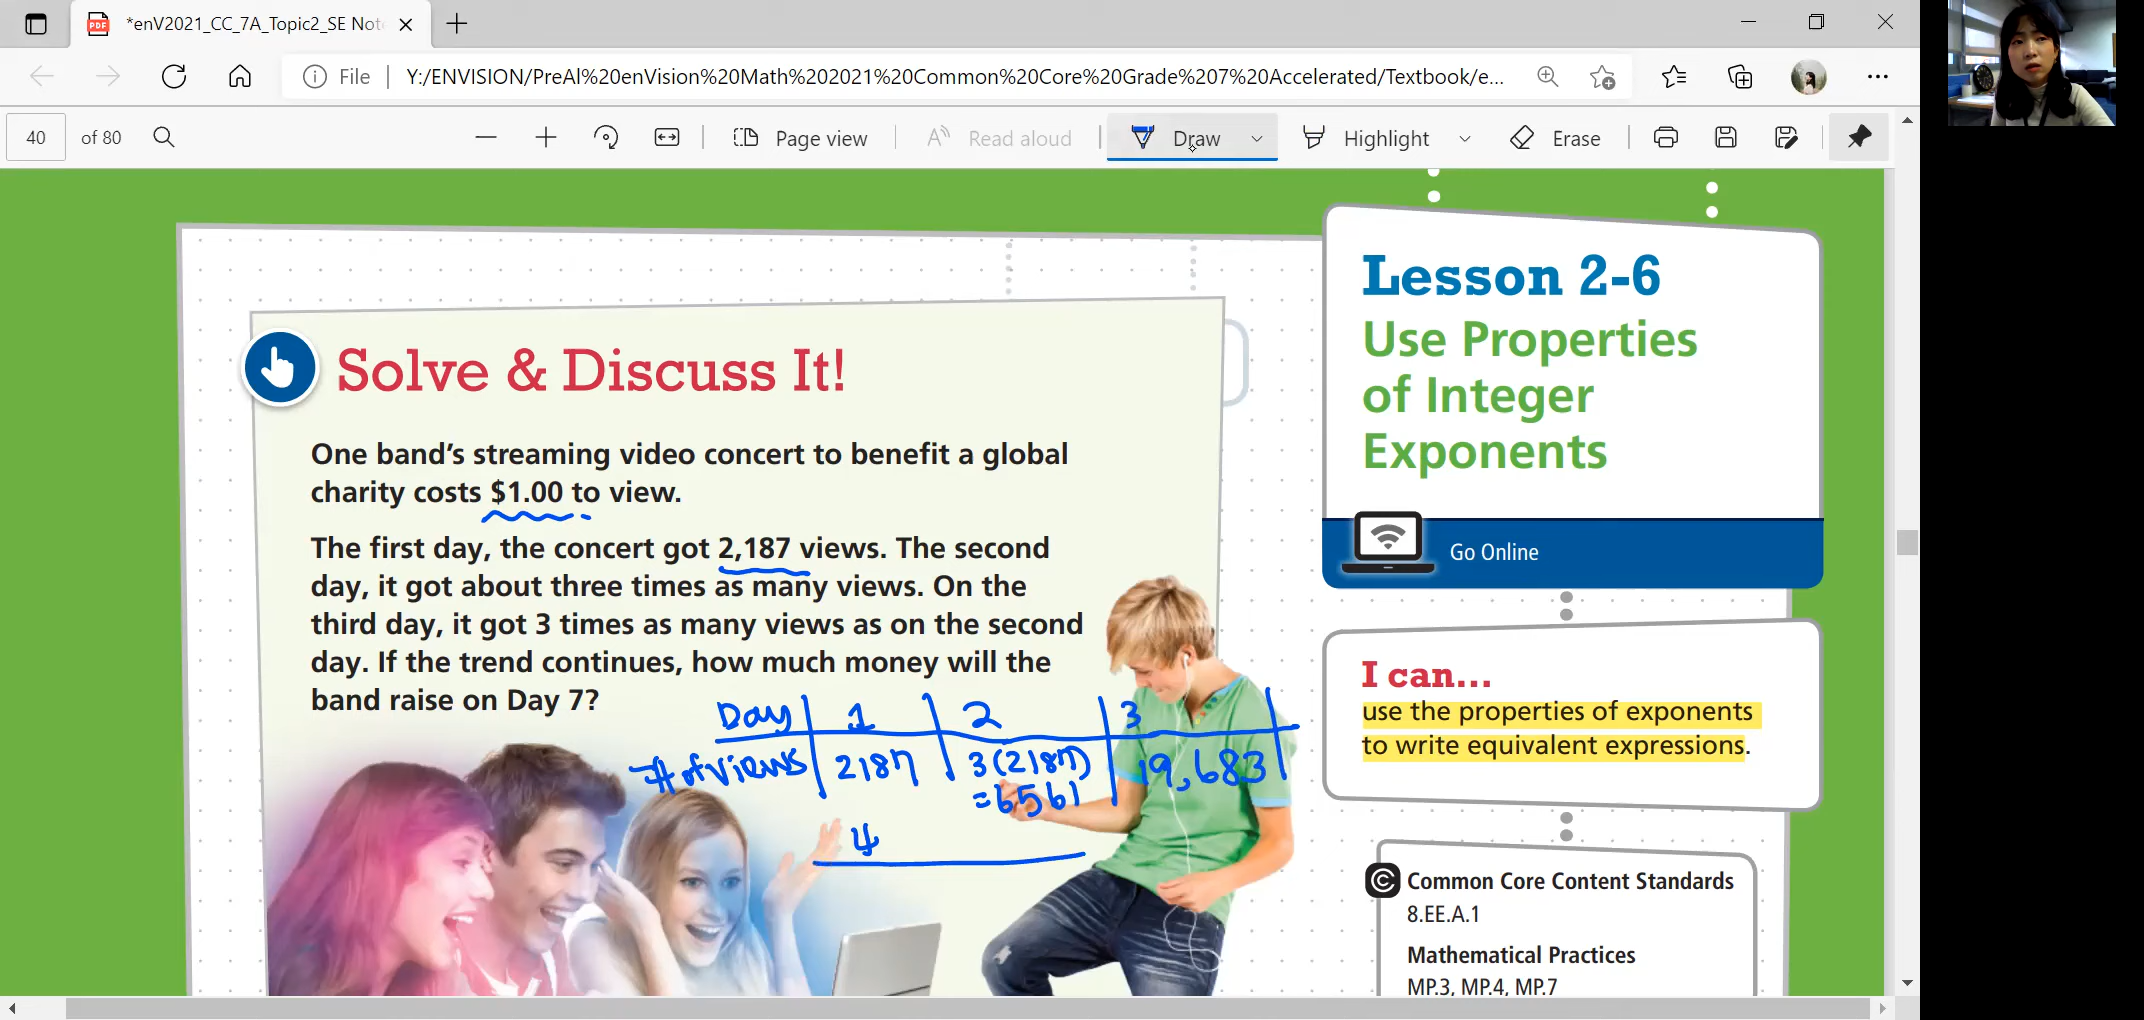 *enV2021_CC_7A_Topic2_SE Not
File
Y:/ENVISION/PreAl%20enVision%20Math%202021%20Common%20Core%20Grade%207%20Accelerated/Textbook/e...
40 of 80
Page view
Read aloud
Draw
Highlight
Erase
Solve & Discuss It!
One band's streaming video concert to benefit a global
charity costs $1.00 to view.
The first day, the concert got 2,187 views. The second
day, it got about three times as many views. On the
third day, it got 3 times as many views as on the second
day. If the trend continues, how much money will the
band raise on Day 7?
Day 1 2 3
# of views 2187 3(2187) 19,683
=6561
4
Lesson 2-6
Use Properties
of Integer
Exponents
Go Online
I can...
use the properties of exponents
to write equivalent expressions.
Common Core Content Standards
8.EE.A.1
Mathematical Practices
MP.3, MP.4, MP.7